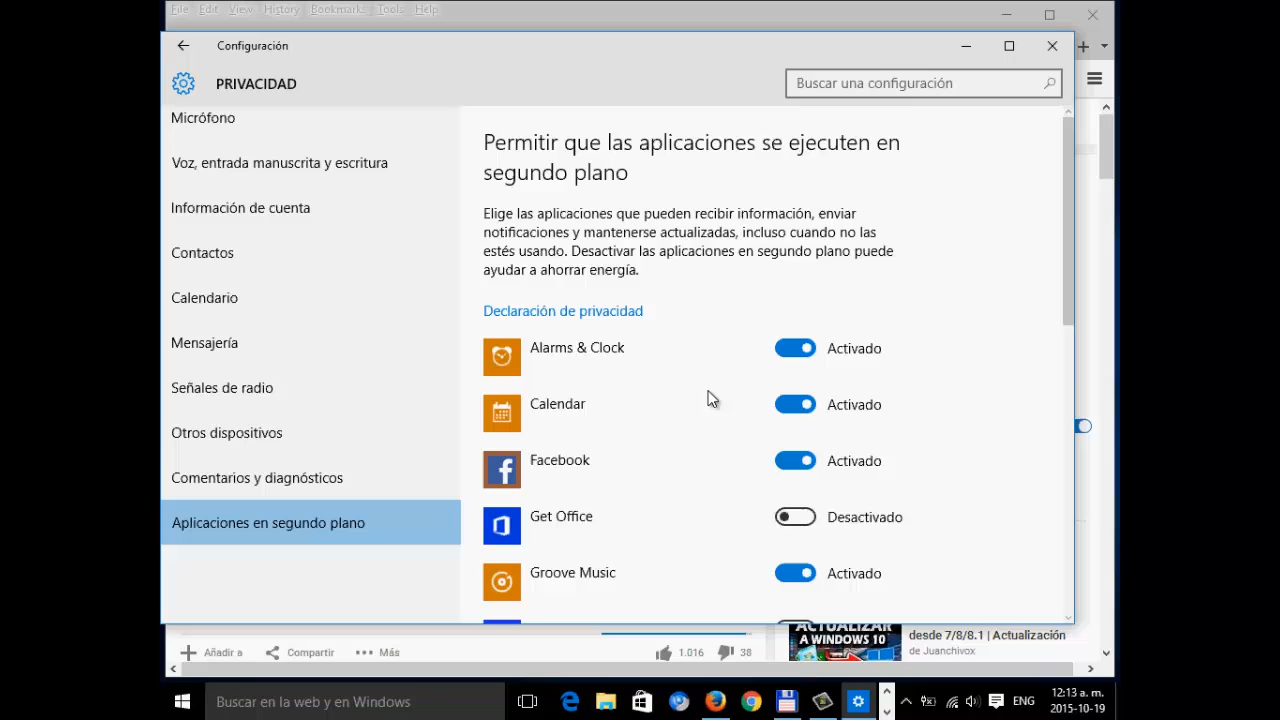 File Edit View History Bookmarks Tools Help
Configuración
PRIVACIDAD
Buscar una configuración
Micrófono
Voz, entrada manuscrita y escritura
Información de cuenta
Contactos
Calendario
Mensajería
Señales de radio
Otros dispositivos
Comentarios y diagnósticos
Aplicaciones en segundo plano
Permitir que las aplicaciones se ejecuten en
segundo plano
Elige las aplicaciones que pueden recibir información, enviar
notificaciones y mantenerse actualizadas, incluso cuando no las
estés usando. Desactivar las aplicaciones en segundo plano puede
ayudar a ahorrar energía.
Declaración de privacidad
Alarms & Clock Activado
Calendar Activado
Facebook Activado
Get Office Desactivado
Groove Music Activado
Añadir a Compartir Más 1.016 38
ACTUALIZAR
A WINDOWS 10
desde 7/8/8.1 | Actualización
de Juanchivox
Buscar en la web y en Windows
ENG
12:13 a. m.
2015-10-19